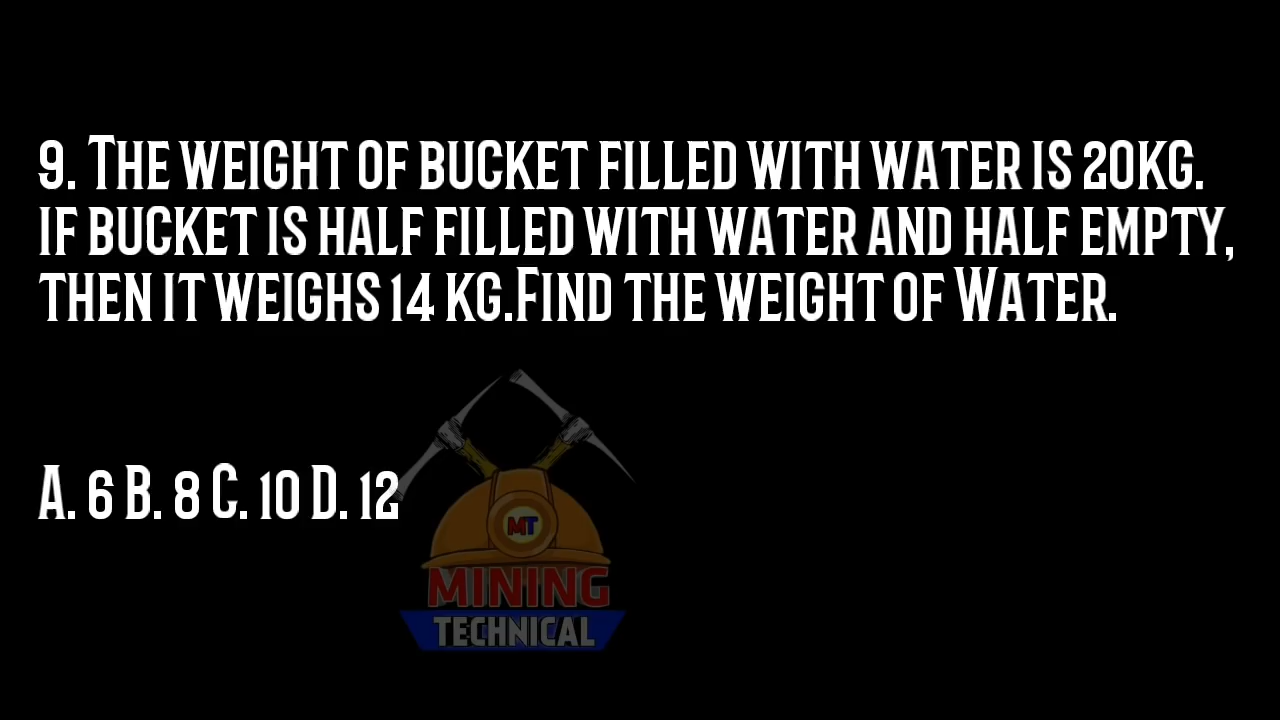 9. The weight of bucket filled with water is 20kg.
if bucket is half filled with water and half empty,
then it weighs 14 kg.Find the weight of Water.
A. 6 B. 8 C. 10 D. 12
MT
MINING
TECHNICAL